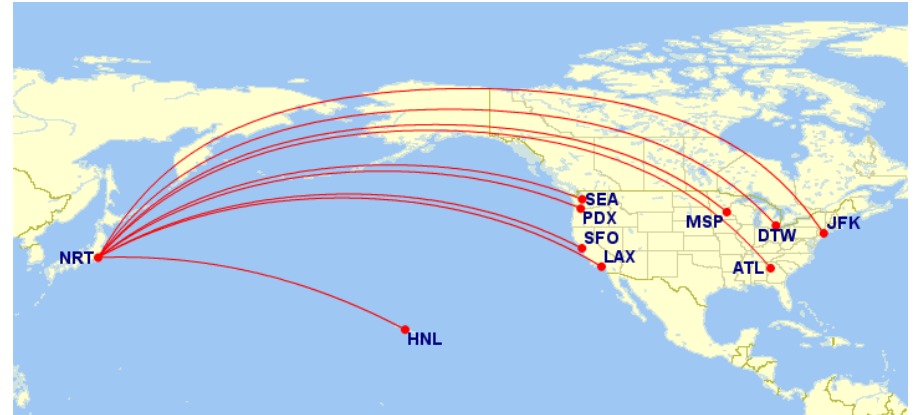 SEA
PDX
MSP
JFK
DTW
SFO
NRT
LAX
ATL
HNL